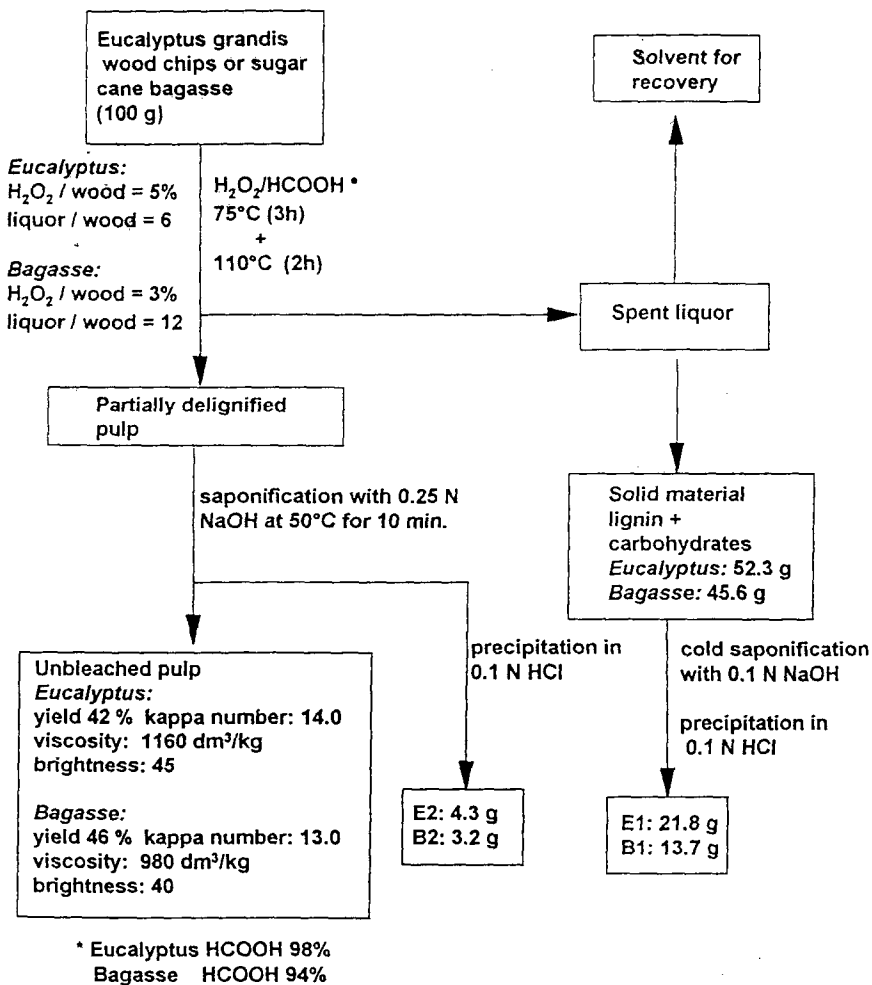 Eucalyptus grandis
wood chips or sugar
cane bagasse
(100 g)
Solvent for
recovery
Eucalyptus:
H₂O₂ / wood = 5%
liquor / wood = 6
H₂O₂/HCOOH *
75°C (3h)
+
110°C (2h)
Bagasse:
H₂O₂ / wood = 3%
liquor / wood = 12
Spent liquor
Partially delignified
pulp
saponification with 0.25 N
NaOH at 50°C for 10 min.
Solid material
lignin +
carbohydrates
Eucalyptus: 52.3 g
Bagasse: 45.6 g
precipitation in
0.1 N HCl
cold saponification
with 0.1 N NaOH
precipitation in
0.1 N HCl
Unbleached pulp
Eucalyptus:
yield 42 % kappa number: 14.0
viscosity: 1160 dm³/kg
brightness: 45
Bagasse:
yield 46 % kappa number: 13.0
viscosity: 980 dm³/kg
brightness: 40
E2: 4.3 g
B2: 3.2 g
E1: 21.8 g
B1: 13.7 g
* Eucalyptus HCOOH 98%
Bagasse HCOOH 94%